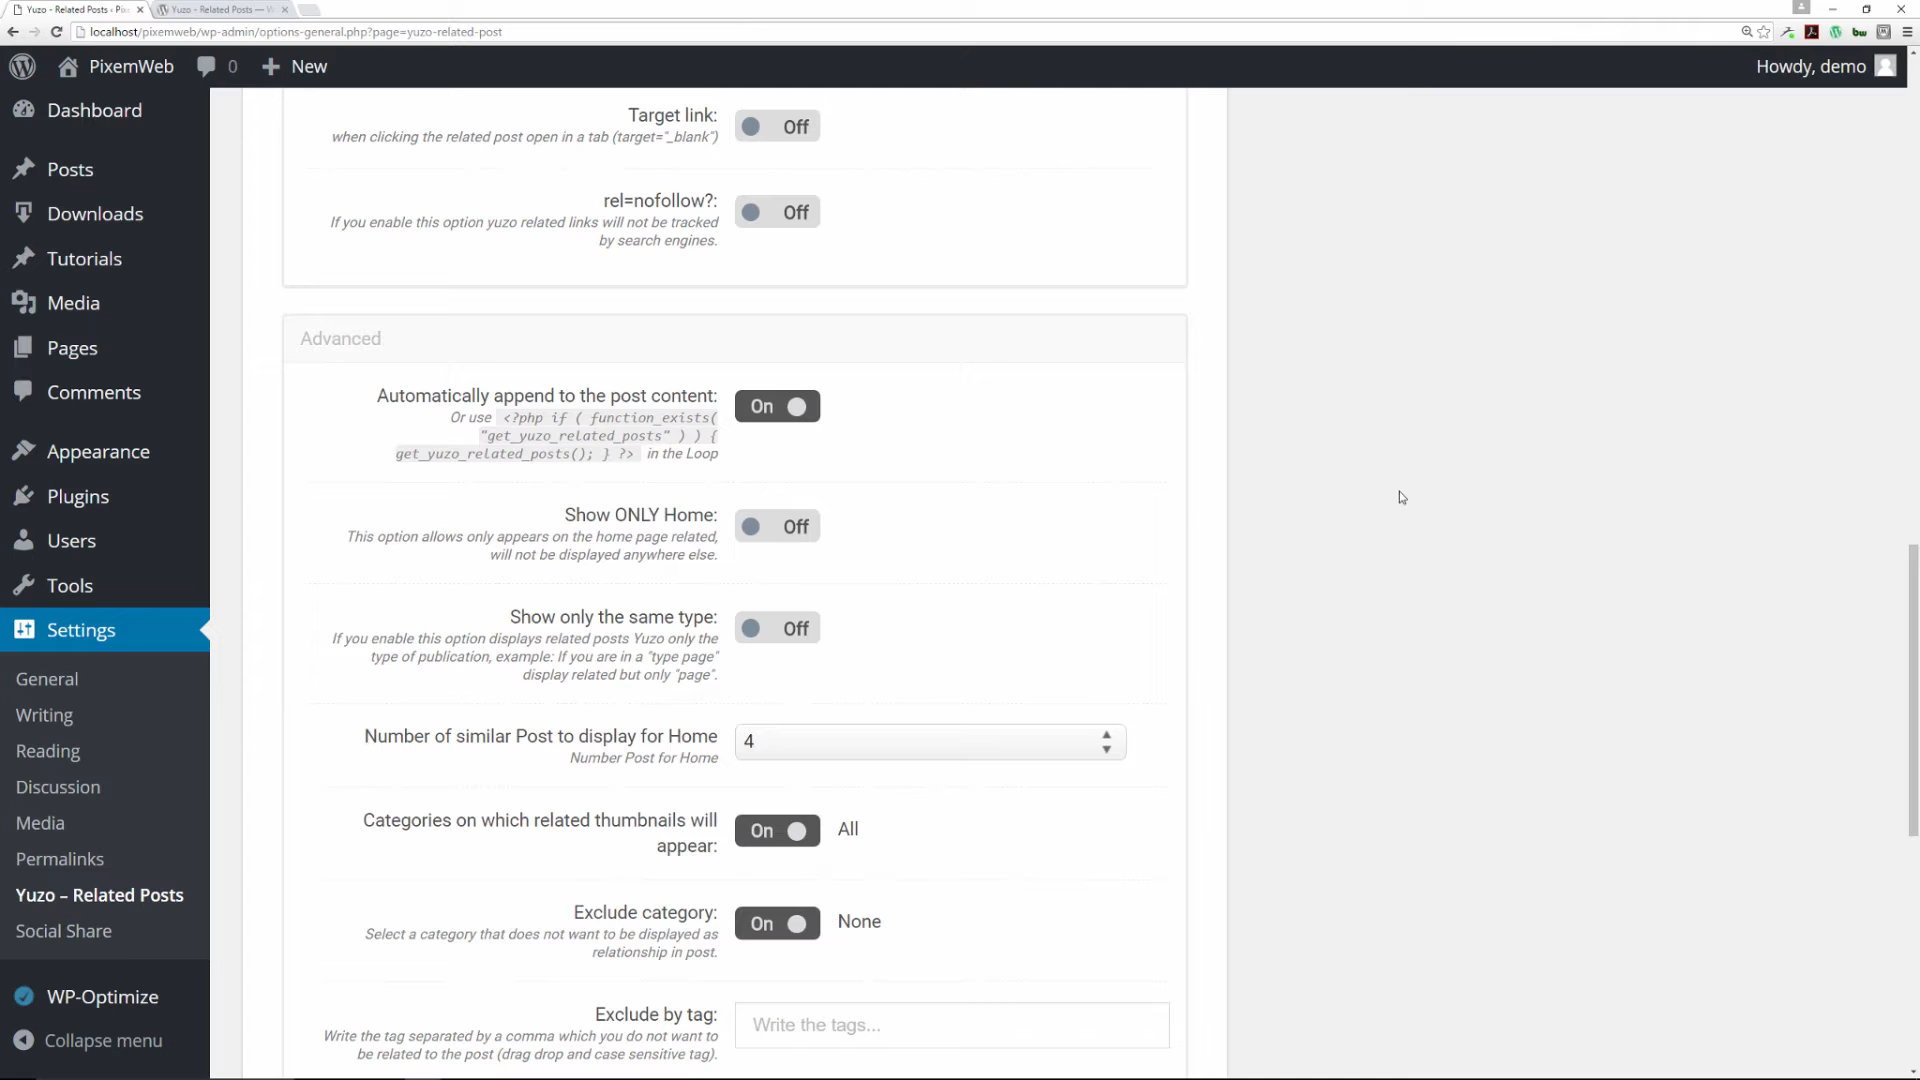 Yuzo - Related Posts ‹ Pix
Yuzo - Related Posts — W
localhost/pixemweb/wp-admin/options-general.php?page=yuzo-related-post
bw
PixemWeb
0
New
Howdy, demo
Dashboard
Posts
Downloads
Tutorials
Media
Pages
Comments
Appearance
Plugins
Users
Tools
Settings
General
Writing
Reading
Discussion
Media
Permalinks
Yuzo – Related Posts
Social Share
WP-Optimize
Collapse menu
Target link:
when clicking the related post open in a tab (target="_blank")
Off
rel=nofollow?:
If you enable this option yuzo related links will not be tracked
by search engines.
Off
Advanced
Automatically append to the post content:
Or use <?php if ( function_exists(
"get_yuzo_related_posts" ) ) {
get_yuzo_related_posts(); } ?> in the Loop
On
Show ONLY Home:
This option allows only appears on the home page related,
will not be displayed anywhere else.
Off
Show only the same type:
If you enable this option displays related posts Yuzo only the
type of publication, example: If you are in a "type page"
display related but only "page".
Off
Number of similar Post to display for Home
Number Post for Home
4
Categories on which related thumbnails will
appear:
On
All
Exclude category:
Select a category that does not want to be displayed as
relationship in post.
On
None
Exclude by tag:
Write the tag separated by a comma which you do not want to
be related to the post (drag drop and case sensitive tag).
Write the tags...